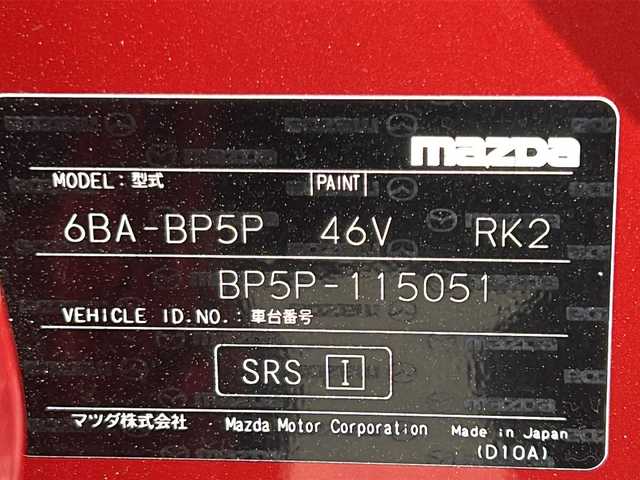 mazda
MODEL: 型式 PAINT
6BA-BP5P 46V RK2
BP5P-115051
VEHICLE ID.NO.: 車台番号
SRS I
マツダ株式会社 Mazda Motor Corporation Made in Japan
(D10A)